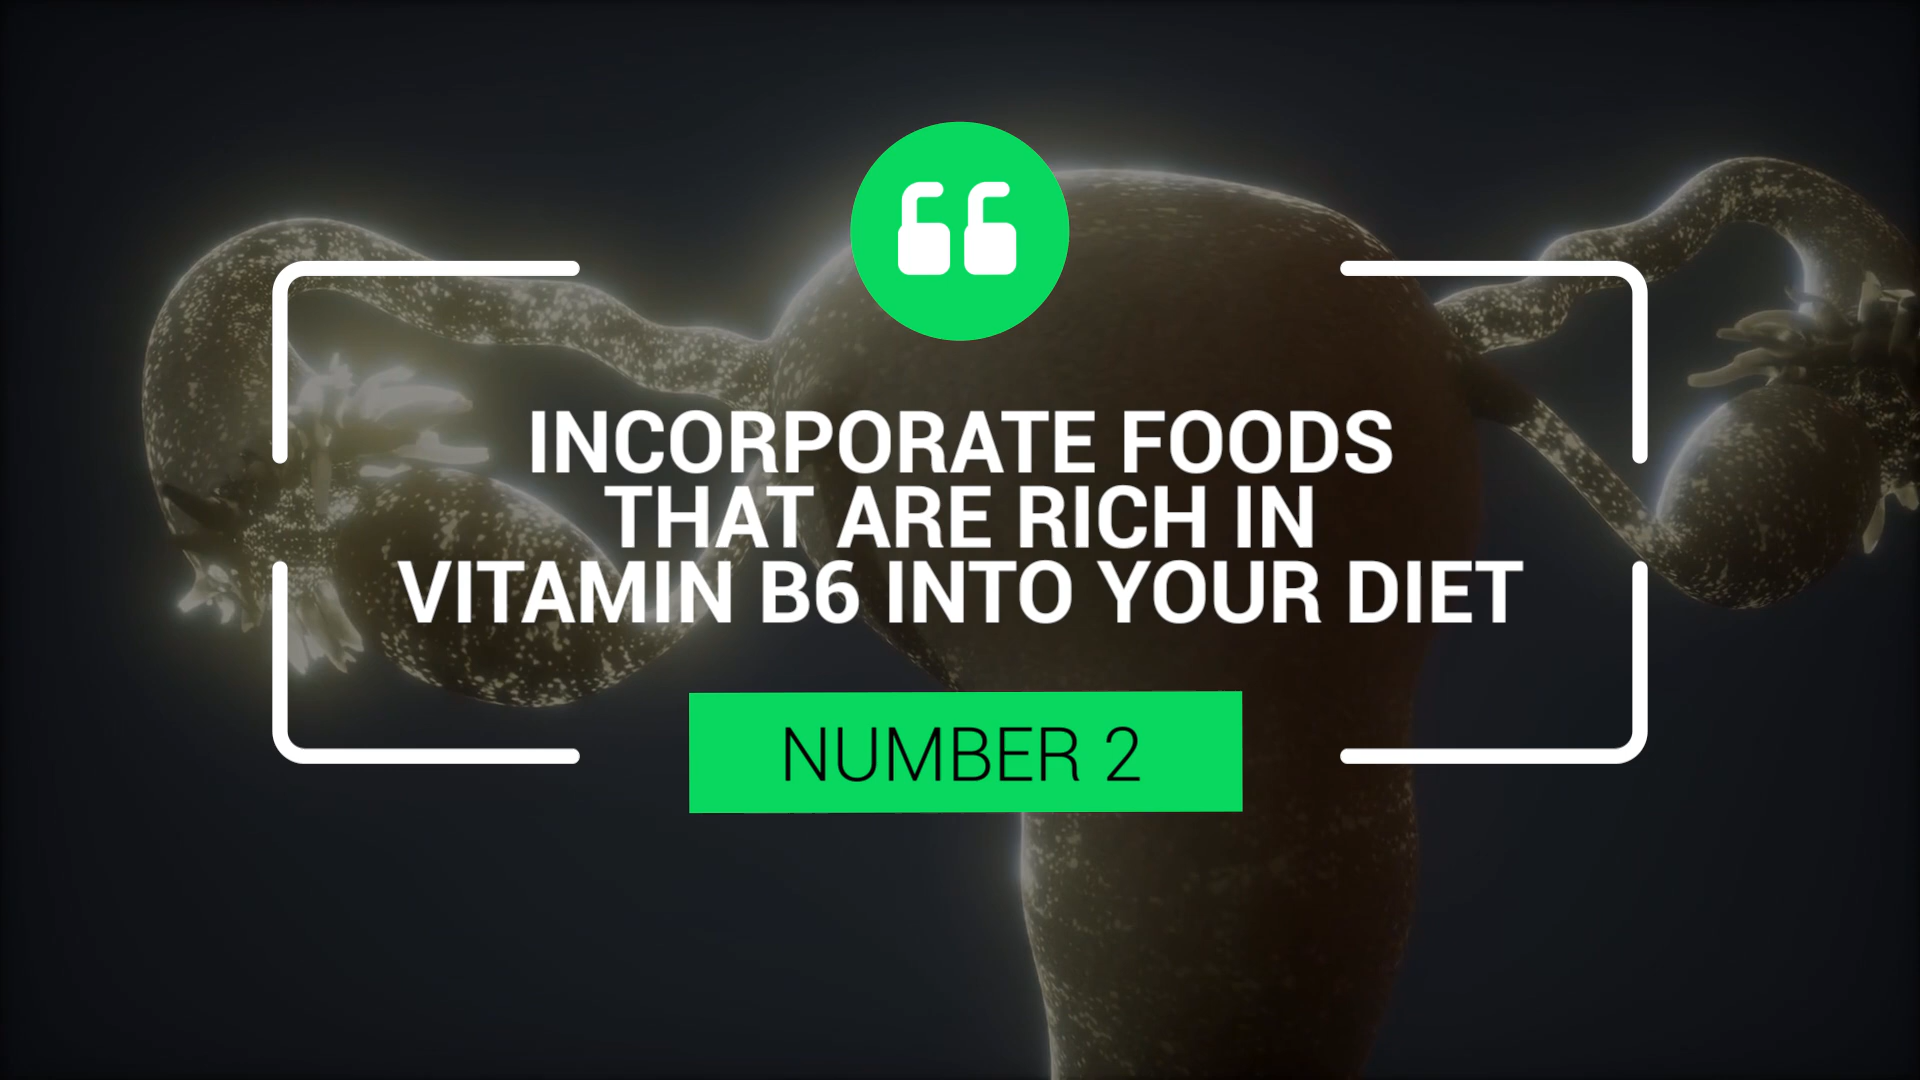 INCORPORATE FOODS
THAT ARE RICH IN
VITAMIN B6 INTO YOUR DIET
NUMBER 2